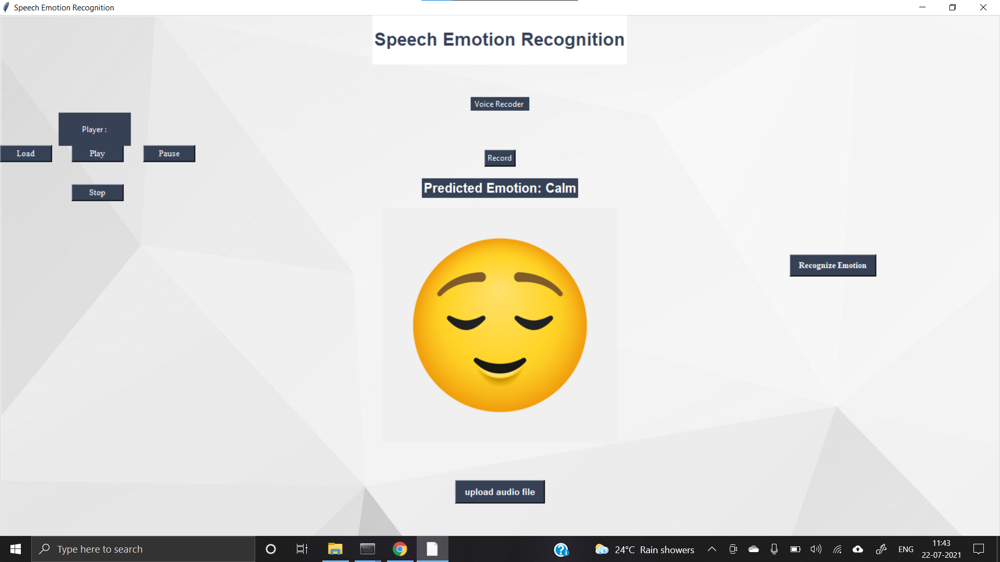 Speech Emotion Recognition
Speech Emotion Recognition
Voice Recoder
Player :
Load
Play
Pause
Record
Stop
Predicted Emotion: Calm
Recognize Emotion
upload audio file
Type here to search
24°C Rain showers
ENG
11:43
22-07-2021